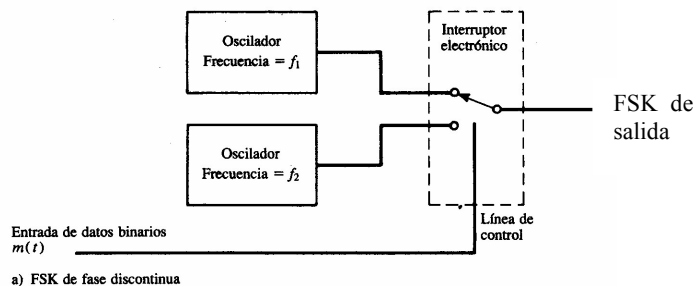 Oscilador
Frecuencia = f₁
Interruptor
electrónico
FSK de
salida
Oscilador
Frecuencia = f₂
Línea de
control
Entrada de datos binarios
m(t)
a) FSK de fase discontinua